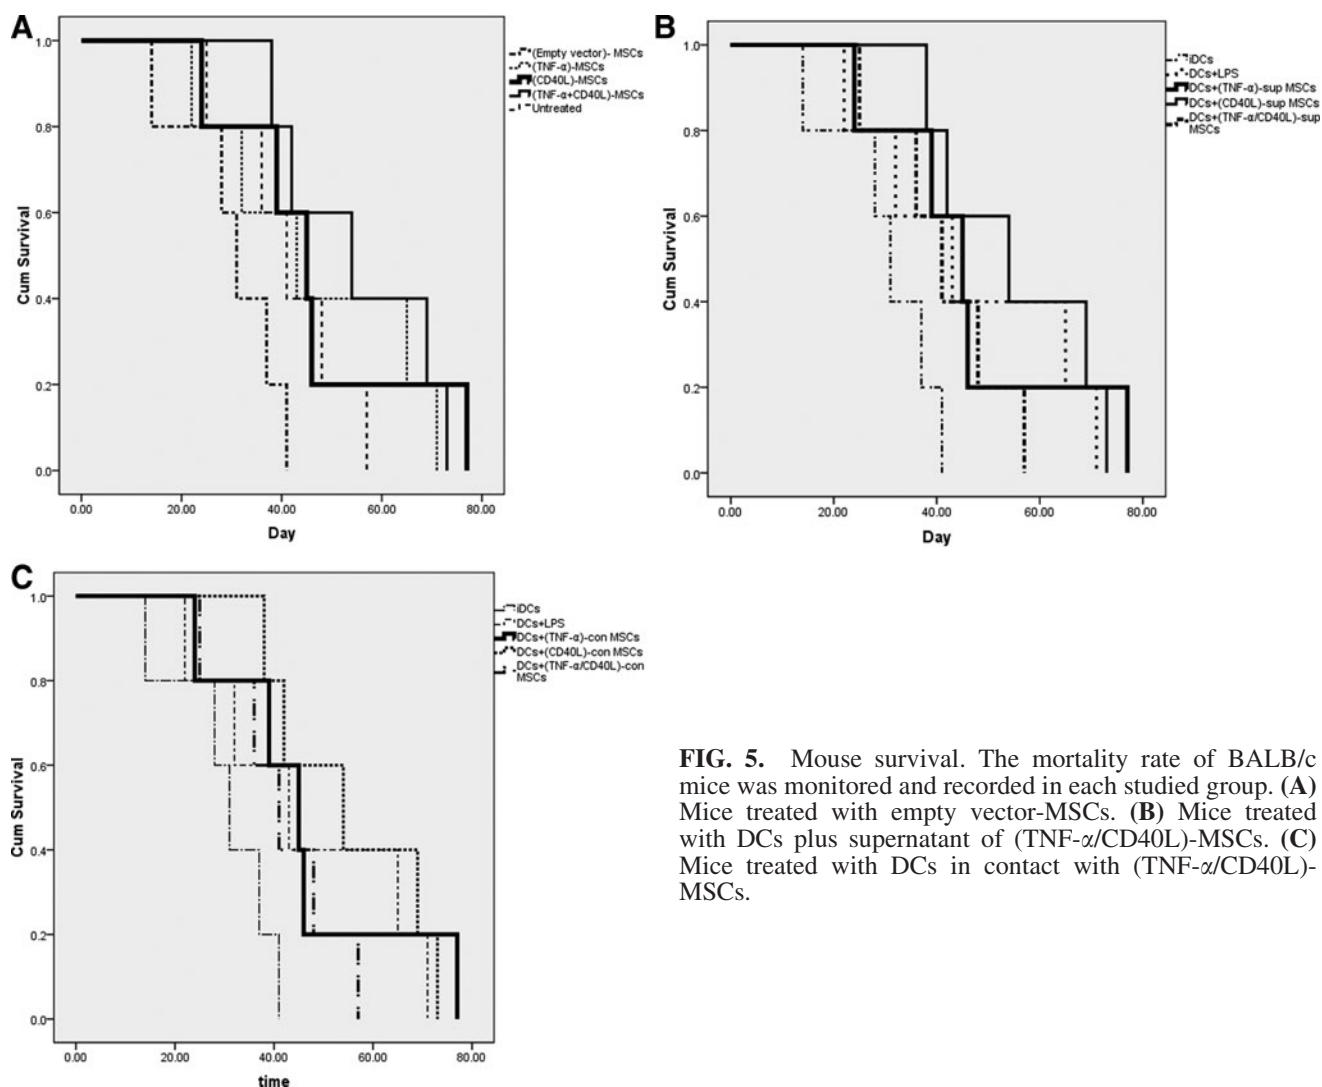 A
1.0
0.8
0.6
0.4
0.2
0.0
Cum Survival
0.00 20.00 40.00 60.00 80.00
Day
(Empty vector)- MSCs
(TNF-α)-MSCs
(CD40L)-MSCs
(TNF-α+CD40L)-MSCs
Untreated
B
1.0
0.8
0.6
0.4
0.2
0.0
Cum Survival
0.00 20.00 40.00 60.00 80.00
Day
iDCs
DCs+LPS
DCs+(TNF-α)-sup MSCs
DCs+(CD40L)-sup MSCs
DCs+(TNF-α/CD40L)-sup
MSCs
C
1.0
0.8
0.6
0.4
0.2
0.0
Cum Survival
0.00 20.00 40.00 60.00 80.00
time
iDCs
DCs+LPS
DCs+(TNF-α)-con MSCs
DCs+(CD40L)-con MSCs
DCs+(TNF-α/CD40L)-con
MSCs
FIG. 5. Mouse survival. The mortality rate of BALB/c
mice was monitored and recorded in each studied group. (A)
Mice treated with empty vector-MSCs. (B) Mice treated
with DCs plus supernatant of (TNF-α/CD40L)-MSCs. (C)
Mice treated with DCs in contact with (TNF-α/CD40L)-
MSCs.